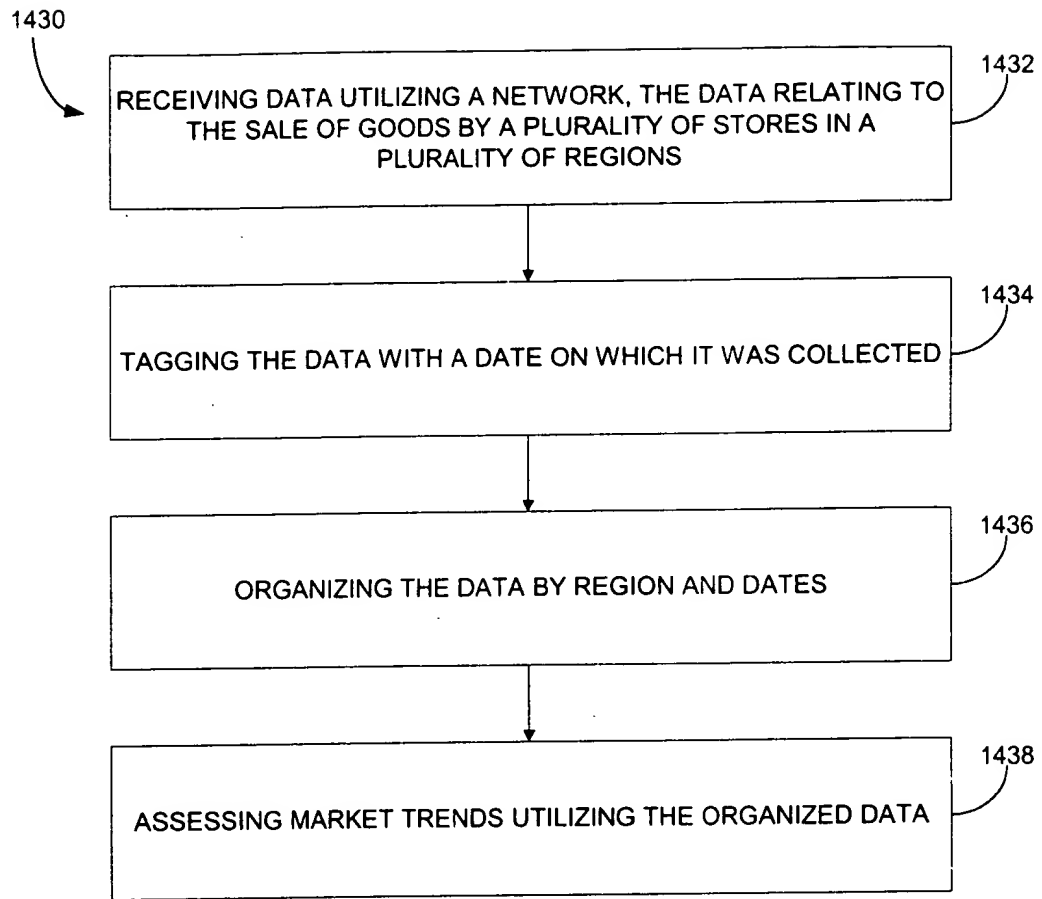 1430
1432
RECEIVING DATA UTILIZING A NETWORK, THE DATA RELATING TO
THE SALE OF GOODS BY A PLURALITY OF STORES IN A
PLURALITY OF REGIONS
1434
TAGGING THE DATA WITH A DATE ON WHICH IT WAS COLLECTED
1436
ORGANIZING THE DATA BY REGION AND DATES
1438
ASSESSING MARKET TRENDS UTILIZING THE ORGANIZED DATA